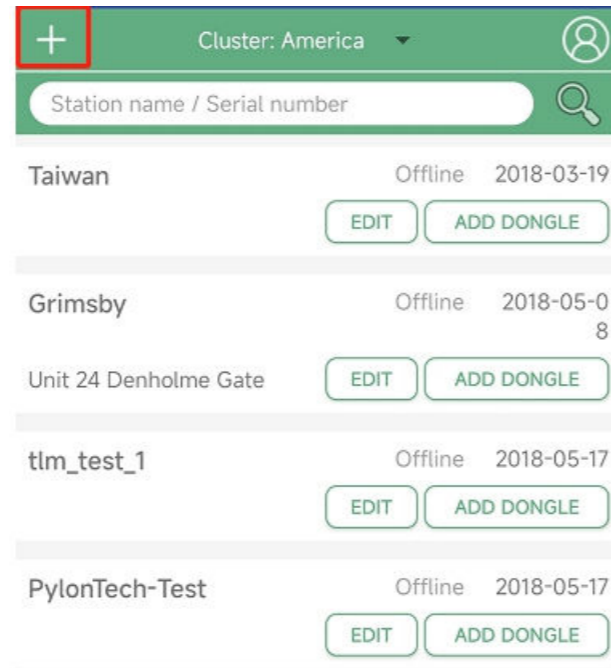 Cluster: America
Station name / Serial number
Taiwan Offline 2018-03-19
EDIT ADD DONGLE
Grimsby Offline 2018-05-0
8
Unit 24 Denholme Gate EDIT ADD DONGLE
tlm_test_1 Offline 2018-05-17
EDIT ADD DONGLE
PylonTech-Test Offline 2018-05-17
EDIT ADD DONGLE